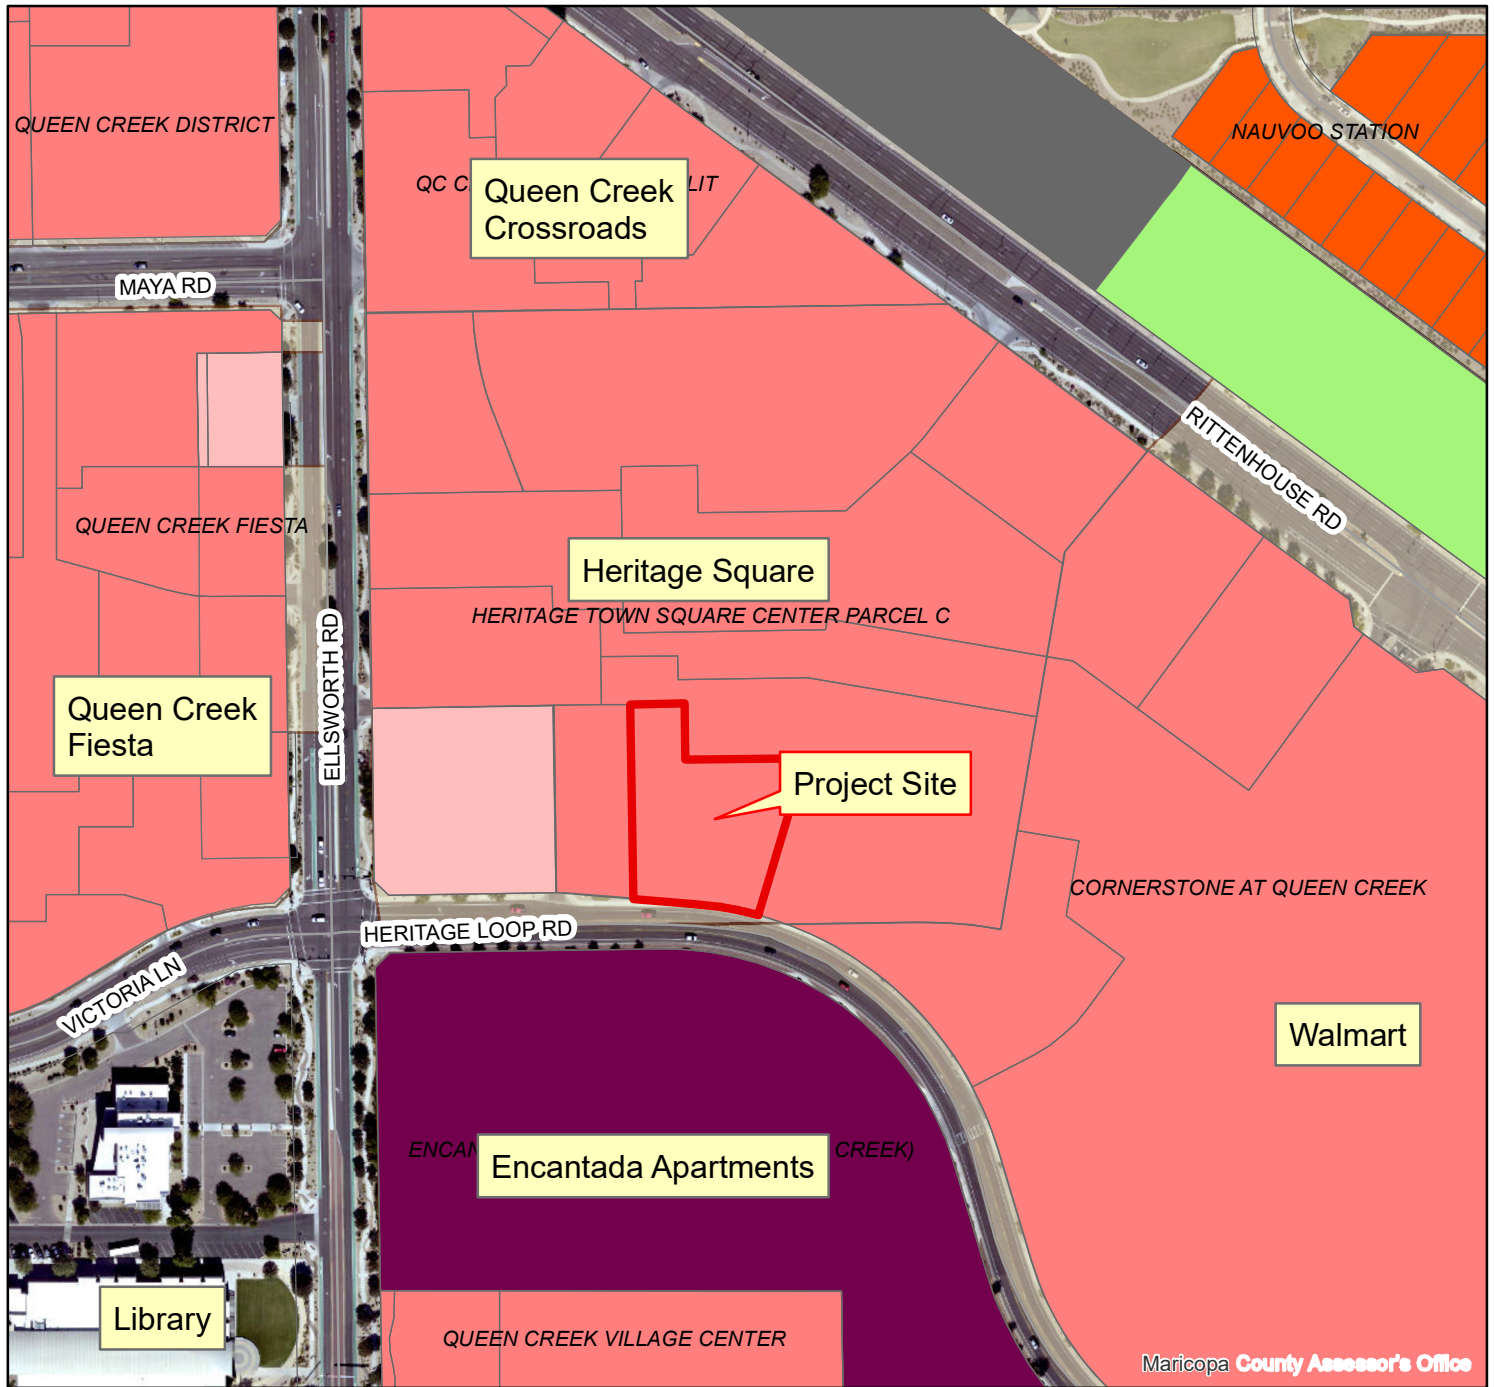 QUEEN CREEK DISTRICT
NAUVOO STATION
QC C
LIT
Queen Creek
Crossroads
MAYA RD
RITTENHOUSE RD
QUEEN CREEK FIESTA
Heritage Square
HERITAGE TOWN SQUARE CENTER PARCEL C
ELLSWORTH RD
Queen Creek
Fiesta
Project Site
CORNERSTONE AT QUEEN CREEK
HERITAGE LOOP RD
VICTORIA LN
Walmart
ENCAN
CREEK)
Encantada Apartments
Library
QUEEN CREEK VILLAGE CENTER
Maricopa County Assessor's Office